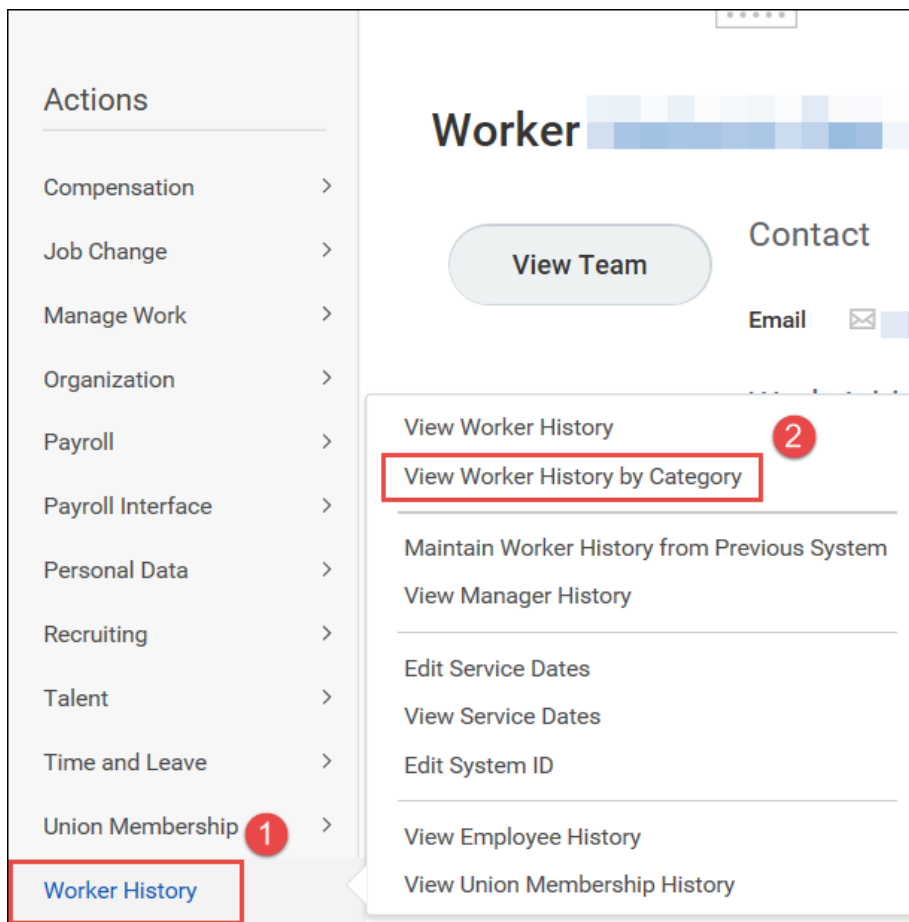 Actions
Compensation
Job Change
Manage Work
Organization
Payroll
Payroll Interface
Personal Data
Recruiting
Talent
Time and Leave
Union Membership
1
Worker History
Worker
View Team
Contact
Email
View Worker History
2
View Worker History by Category
Maintain Worker History from Previous System
View Manager History
Edit Service Dates
View Service Dates
Edit System ID
View Employee History
View Union Membership History